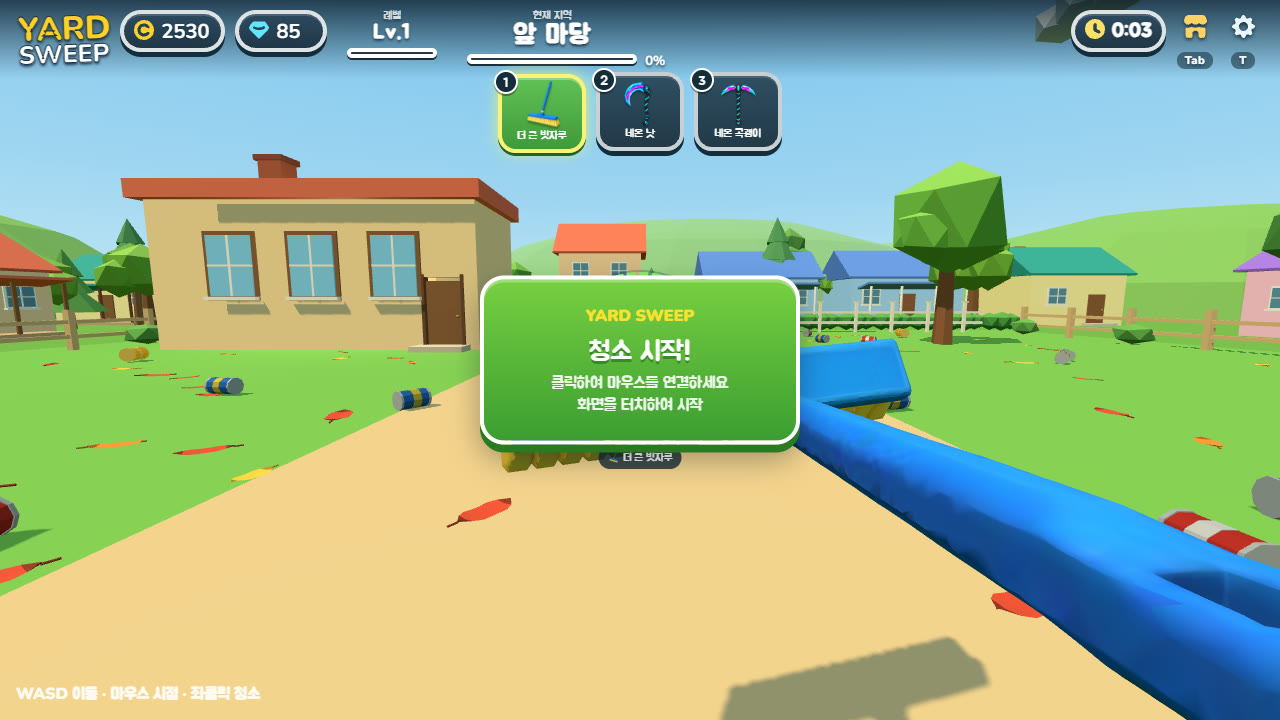 YARD
SWEEP
2530
85
레벨
Lv.1
현재 지역
앞 마당
0%
0:03
Tab
T
1
더 큰 빗자루
2
네온 낫
3
네온 곡괭이
YARD SWEEP
청소 시작!
클릭하여 마우스를 연결하세요
화면을 터치하여 시작
더 큰 빗자루
WASD 이동 · 마우스 시점 · 좌클릭 청소